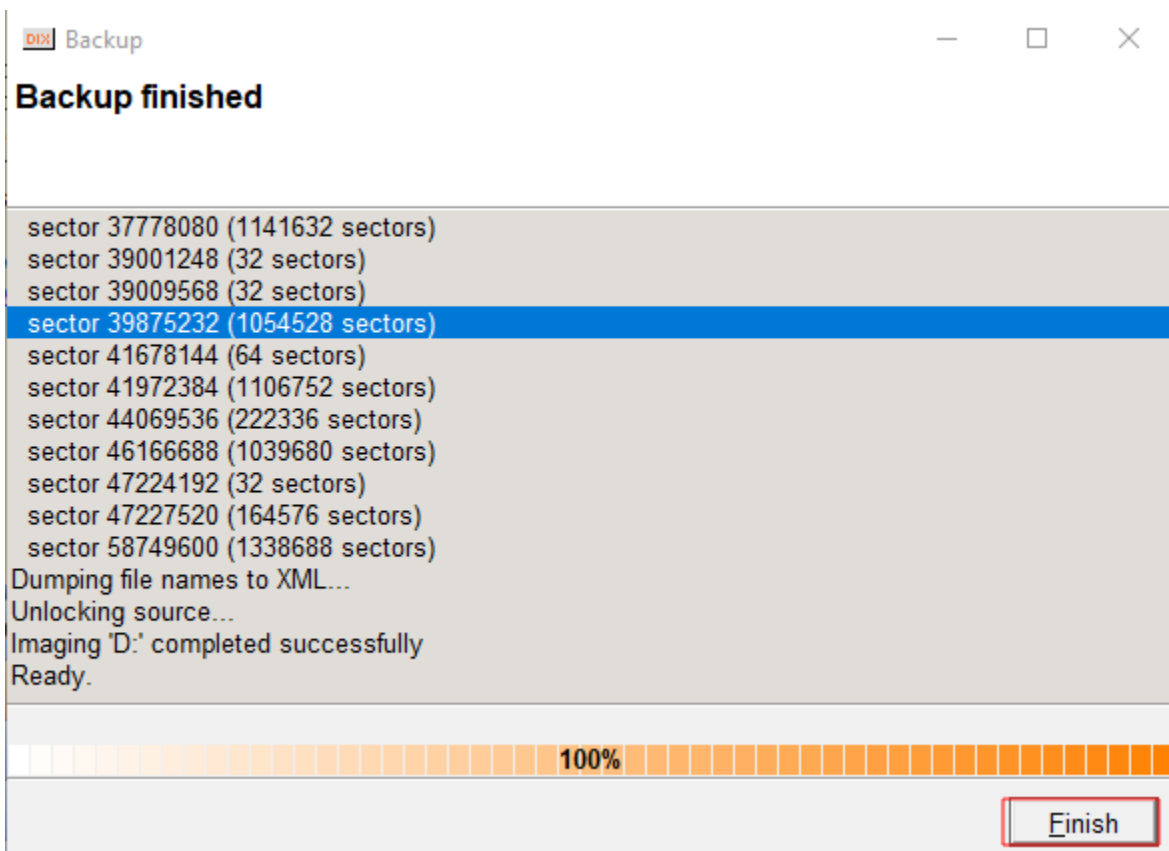 DIX Backup
Backup finished
sector 37778080 (1141632 sectors)
sector 39001248 (32 sectors)
sector 39009568 (32 sectors)
sector 39875232 (1054528 sectors)
sector 41678144 (64 sectors)
sector 41972384 (1106752 sectors)
sector 44069536 (222336 sectors)
sector 46166688 (1039680 sectors)
sector 47224192 (32 sectors)
sector 47227520 (164576 sectors)
sector 58749600 (1338688 sectors)
Dumping file names to XML...
Unlocking source...
Imaging 'D:' completed successfully
Ready.
100%
Finish